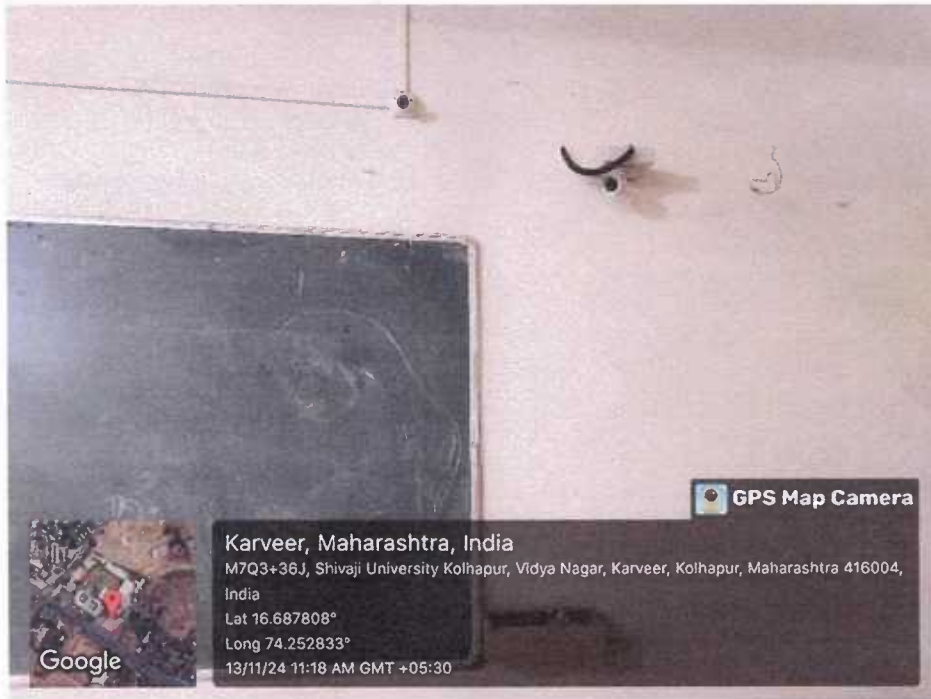 GPS Map Camera
Karveer, Maharashtra, India
M7Q3+36J, Shivaji University Kolhapur, Vidya Nagar, Karveer, Kolhapur, Maharashtra 416004,
India
Lat 16.687808°
Long 74.252833°
13/11/24 11:18 AM GMT +05:30
Google